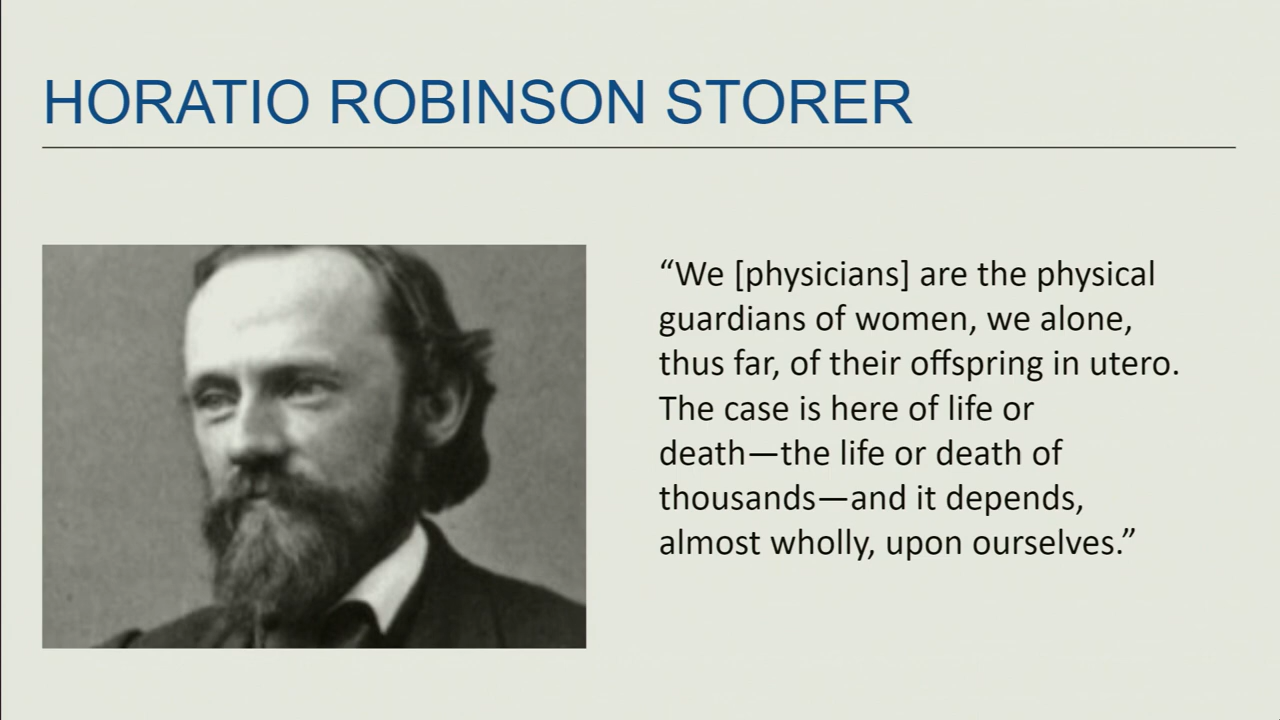 HORATIO ROBINSON STORER
“We [physicians] are the physical
guardians of women, we alone,
thus far, of their offspring in utero.
The case is here of life or
death—the life or death of
thousands—and it depends,
almost wholly, upon ourselves.”